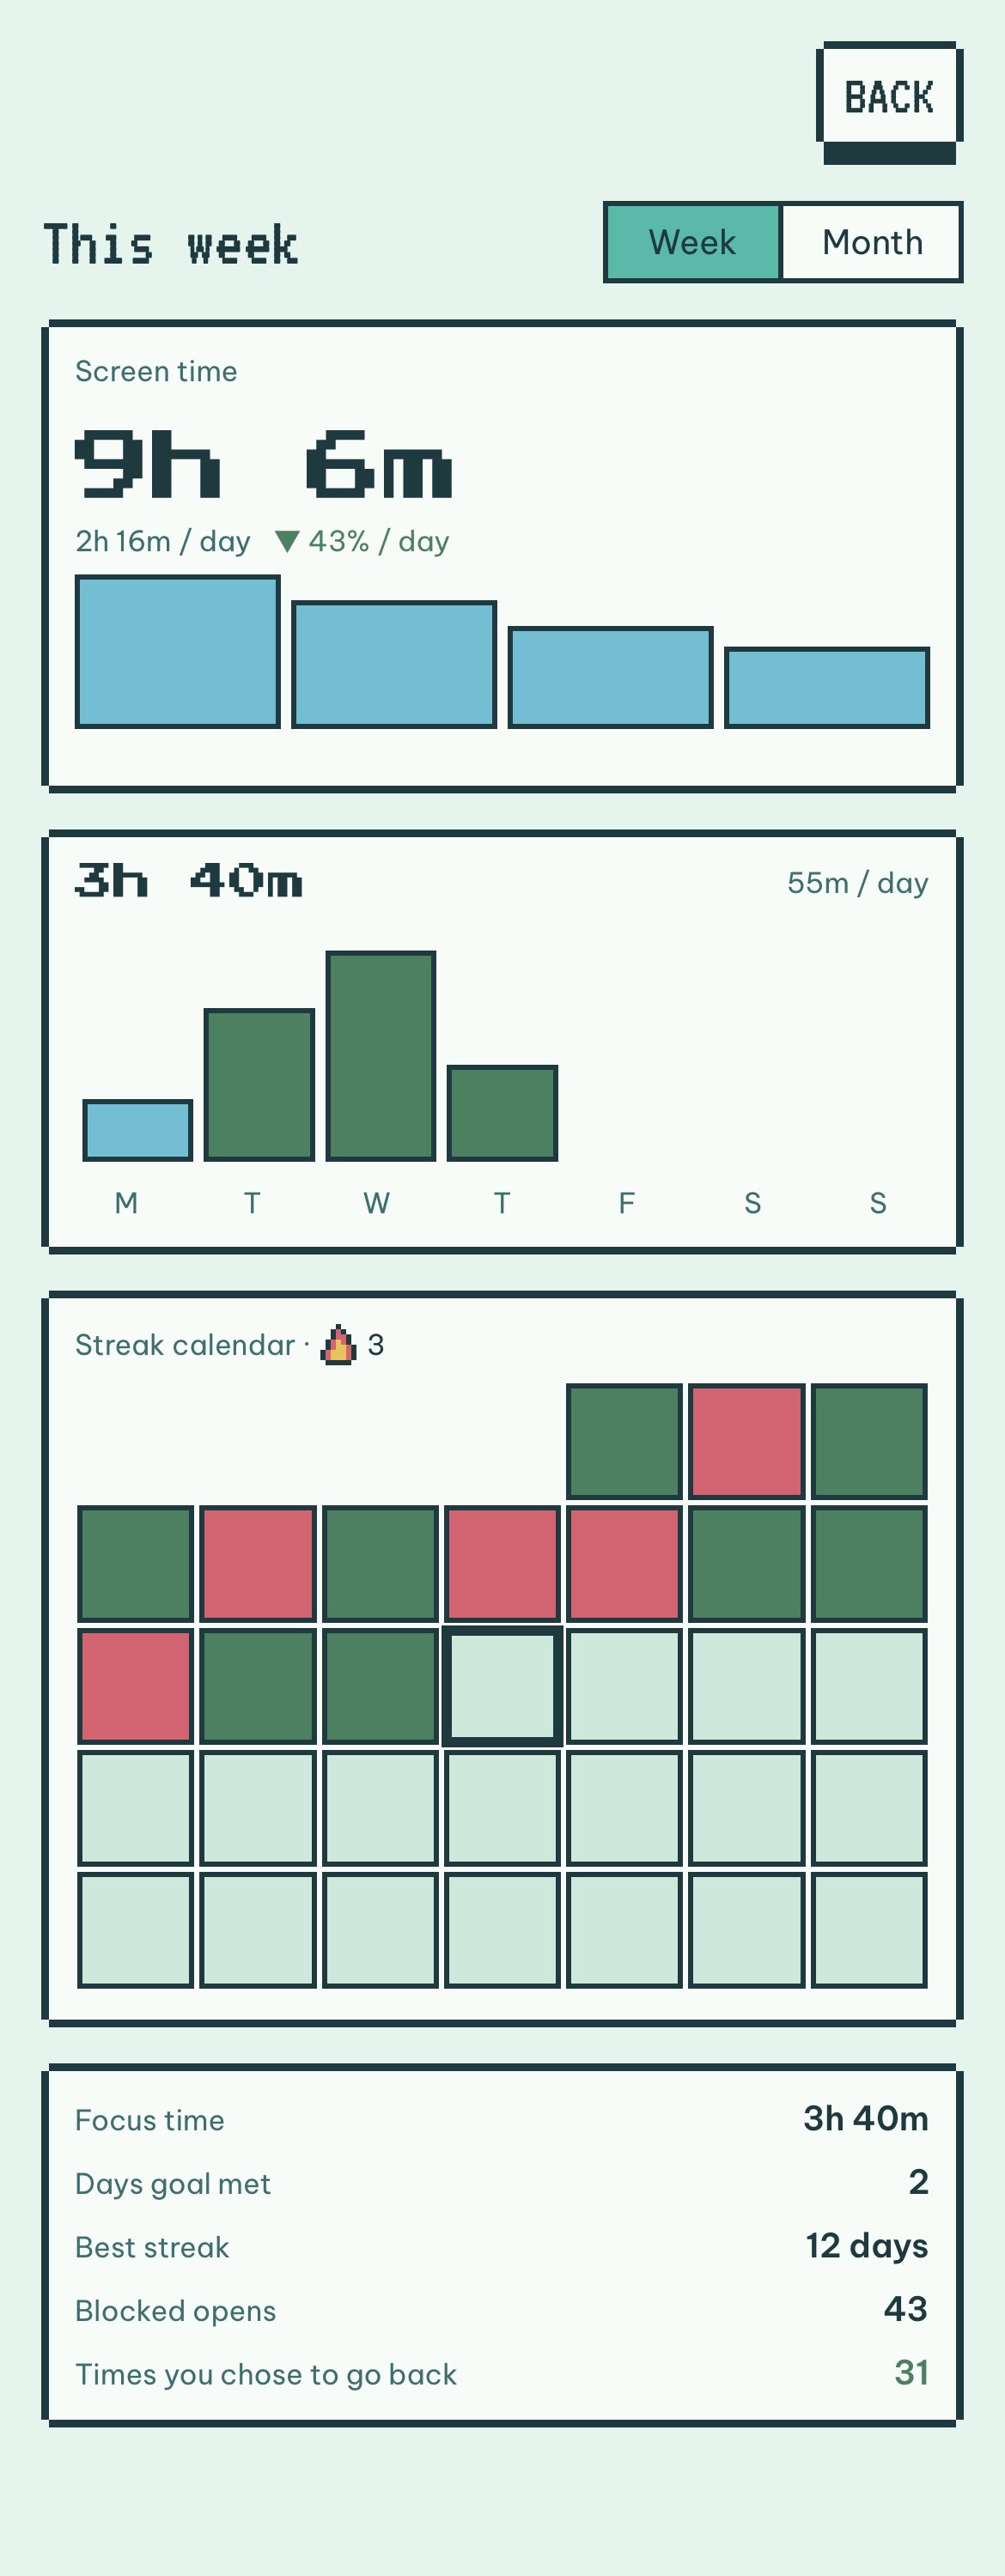 BACK
This week
Week Month
Screen time
9h 6m
2h 16m / day ▼ 43% / day
3h 40m 55m / day
M T W T F S S
Streak calendar · 3
Focus time 3h 40m
Days goal met 2
Best streak 12 days
Blocked opens 43
Times you chose to go back 31